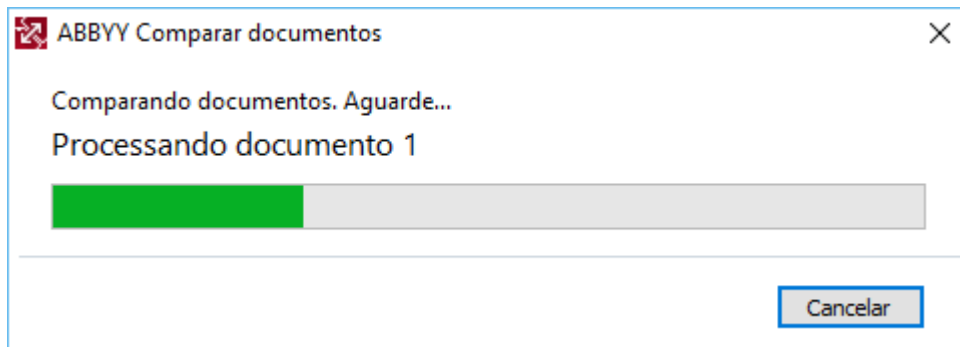 ABBYY Comparar documentos
Comparando documentos. Aguarde...
Processando documento 1
Cancelar